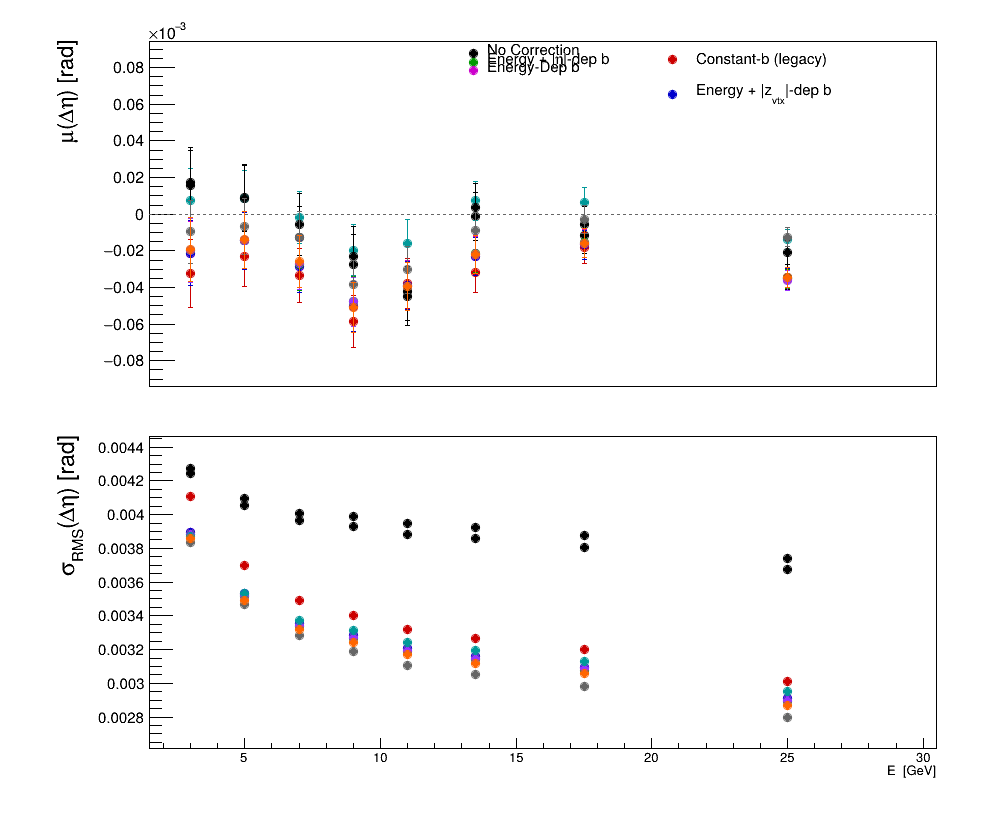 ×10⁻³
μ(Δη) [rad]
0.08
0.06
0.04
0.02
0
−0.02
−0.04
−0.06
−0.08
No Correction
Energy + |η|-dep b
Energy-Dep b
Constant-b (legacy)
Energy + |z_vtx|-dep b
σ_RMS(Δη) [rad]
0.0044
0.0042
0.004
0.0038
0.0036
0.0034
0.0032
0.003
0.0028
5 10 15 20 25 30
E [GeV]